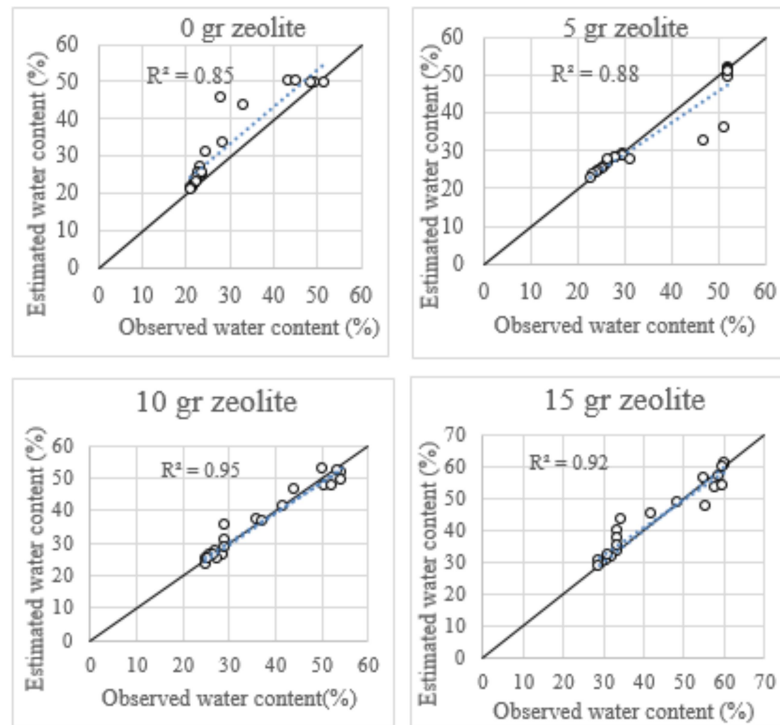 0 gr zeolite
R² = 0.85
Estimated water content (%)
60
50
40
30
20
10
0
0 10 20 30 40 50 60
Observed water content (%)
5 gr zeolite
R² = 0.88
Estimated water content (%)
60
50
40
30
20
10
0
0 10 20 30 40 50 60
Observed water content (%)
10 gr zeolite
R² = 0.95
Estimated water content (%)
60
50
40
30
20
10
0
0 10 20 30 40 50 60
Observed water content(%)
15 gr zeolite
R² = 0.92
Estimated water content (%)
70
60
50
40
30
20
10
0
0 10 20 30 40 50 60 70
Observed water content (%)